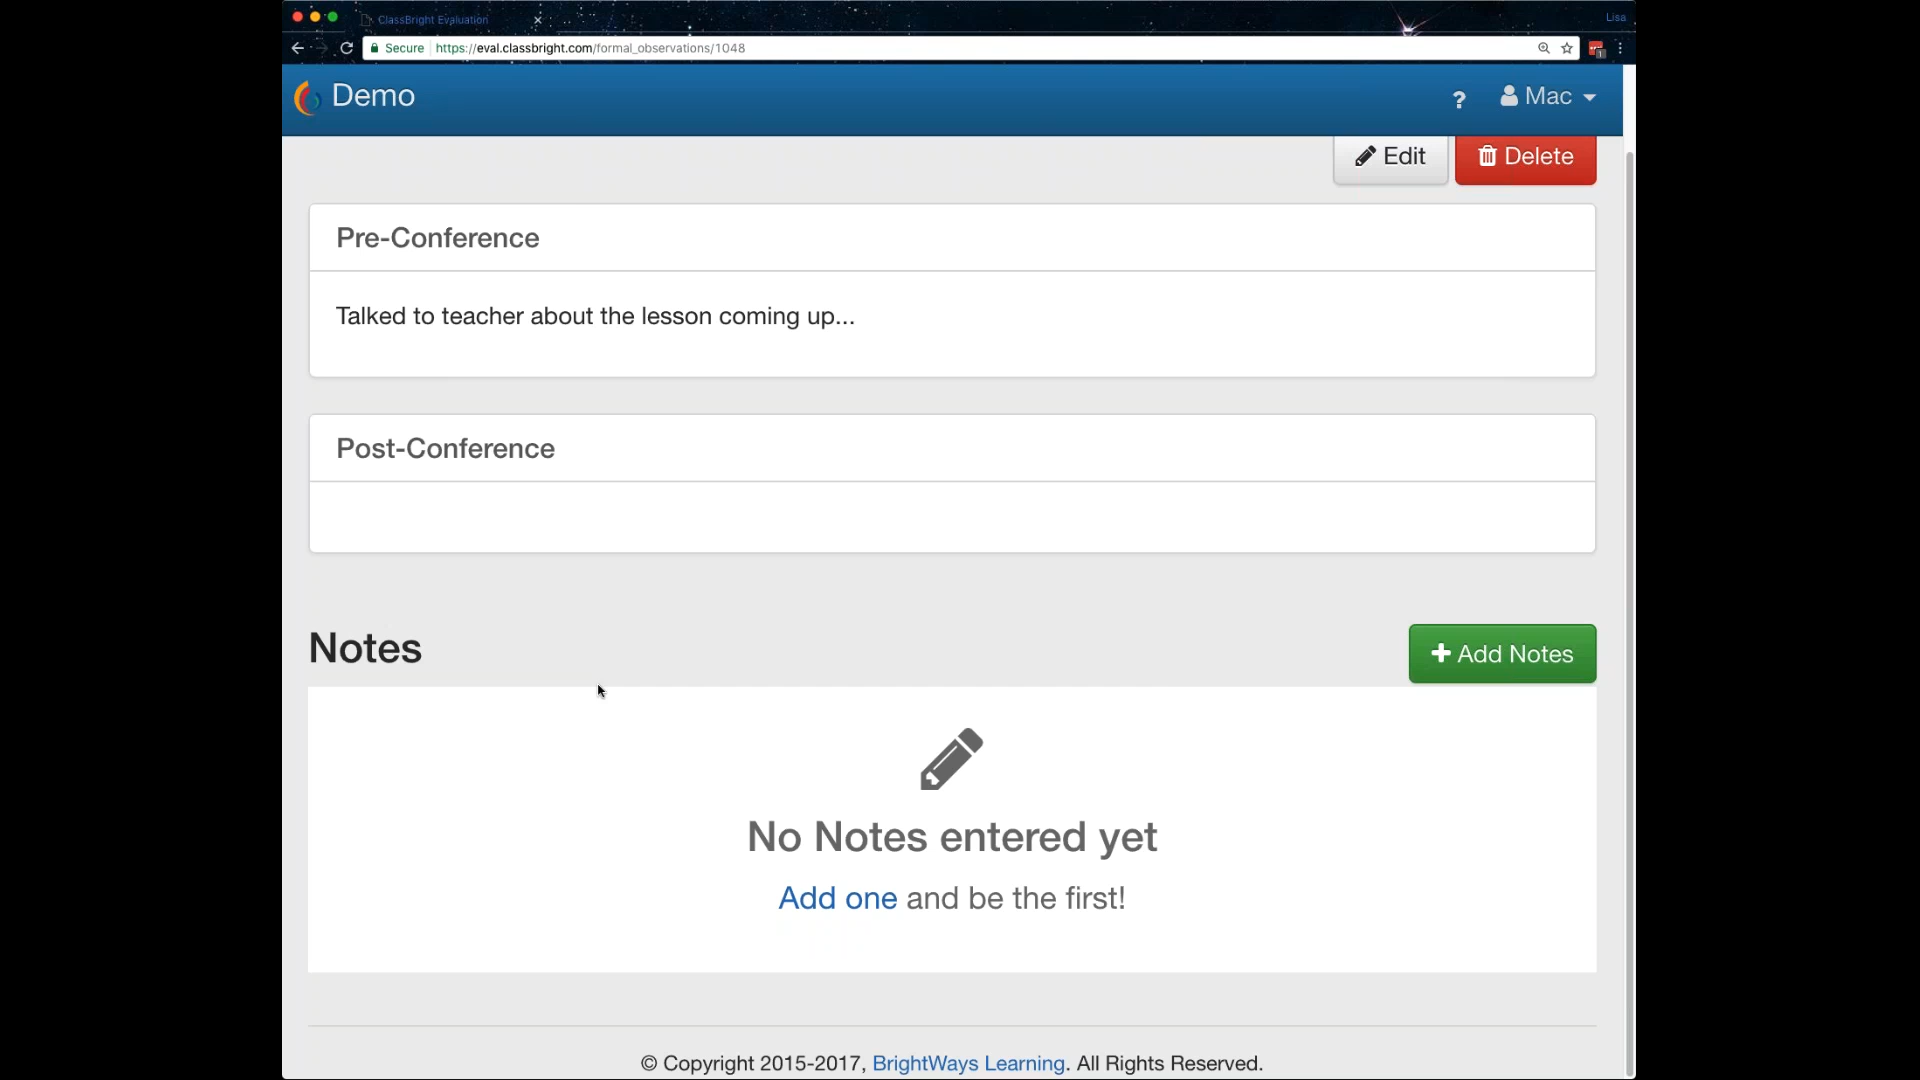 ClassBright Evaluation
Lisa
Secure https://eval.classbright.com/formal_observations/1048
Demo
? Mac
Edit Delete
Pre-Conference
Talked to teacher about the lesson coming up...
Post-Conference
Notes
+ Add Notes
No Notes entered yet
Add one and be the first!
© Copyright 2015-2017, BrightWays Learning. All Rights Reserved.